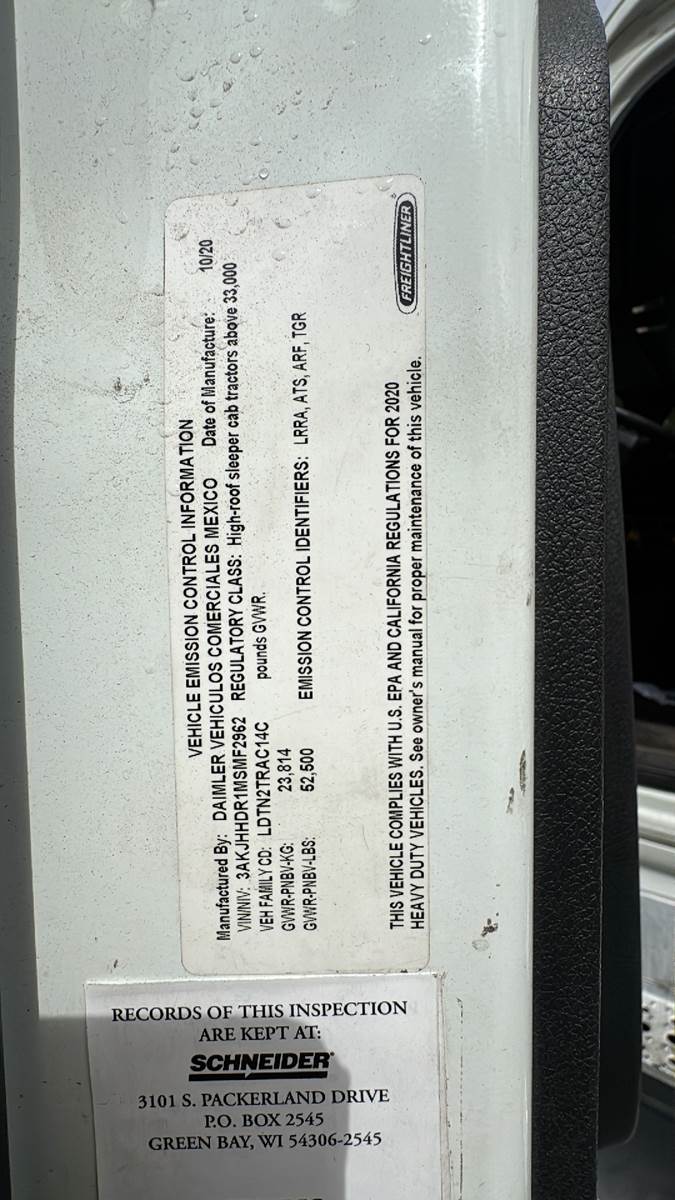 VEHICLE EMISSION CONTROL INFORMATION
Manufactured By: DAIMLER VEHICULOS COMERCIALES MEXICO Date of Manufacture: 10/20
VIN/NIV: 3AKJHHDR1MSMF2962 REGULATORY CLASS: High-roof sleeper cab tractors above 33,000
VEH FAMILY CD: LDTN2TRAC14C pounds GVWR.
GVWR-PNBV-KG: 23,814
GVWR-PNBV-LBS: 52,500 EMISSION CONTROL IDENTIFIERS: LRRA, ATS, ARF, TGR
THIS VEHICLE COMPLIES WITH U.S. EPA AND CALIFORNIA REGULATIONS FOR 2020
HEAVY DUTY VEHICLES. See owner's manual for proper maintenance of this vehicle.
FREIGHTLINER
RECORDS OF THIS INSPECTION
ARE KEPT AT:
SCHNEIDER
3101 S. PACKERLAND DRIVE
P.O. BOX 2545
GREEN BAY, WI 54306-2545